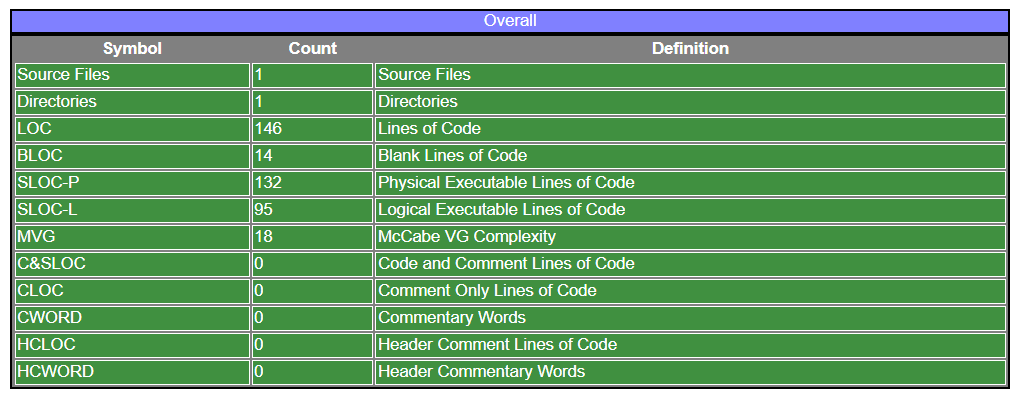 Overall
Symbol Count Definition
Source Files 1 Source Files
Directories 1 Directories
LOC 146 Lines of Code
BLOC 14 Blank Lines of Code
SLOC-P 132 Physical Executable Lines of Code
SLOC-L 95 Logical Executable Lines of Code
MVG 18 McCabe VG Complexity
C&SLOC 0 Code and Comment Lines of Code
CLOC 0 Comment Only Lines of Code
CWORD 0 Commentary Words
HCLOC 0 Header Comment Lines of Code
HCWORD 0 Header Commentary Words